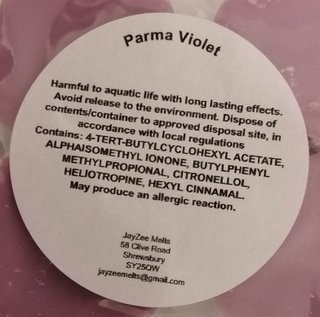 Parma Violet
Harmful to aquatic life with long lasting effects.
Avoid release to the environment. Dispose of
contents/container to approved disposal site, in
accordance with local regulations
Contains: 4-TERT-BUTYLCYCLOHEXYL ACETATE,
ALPHAISOMETHYL IONONE, BUTYLPHENYL
METHYLPROPIONAL, CITRONELLOL,
HELIOTROPINE, HEXYL CINNAMAL.
May produce an allergic reaction.
JayZee Melts
58 Clive Road
Shrewsbury
SY25QW
jayzeemelts@gmail.com